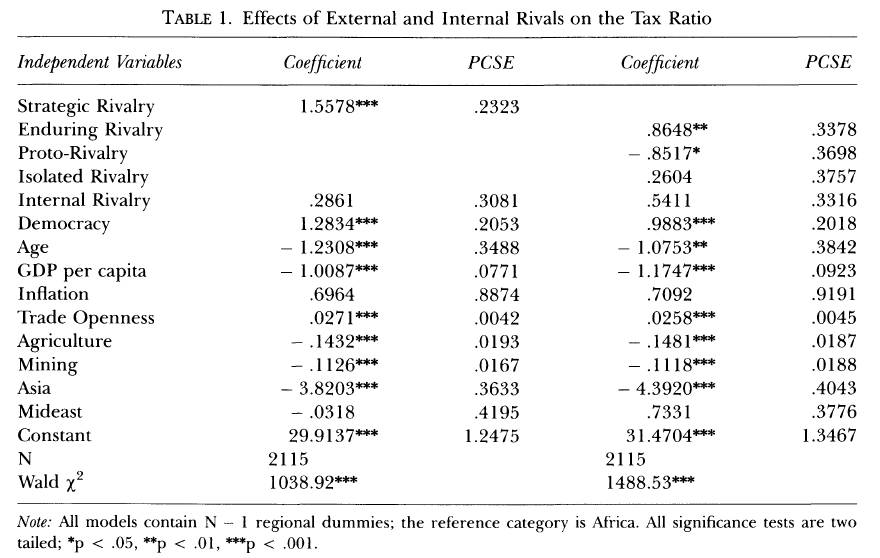 TABLE 1. Effects of External and Internal Rivals on the Tax Ratio
Independent Variables Coefficient PCSE Coefficient PCSE
Strategic Rivalry 1.5578*** .2323
Enduring Rivalry .8648** .3378
Proto-Rivalry − .8517* .3698
Isolated Rivalry .2604 .3757
Internal Rivalry .2861 .3081 .5411 .3316
Democracy 1.2834*** .2053 .9883*** .2018
Age − 1.2308*** .3488 − 1.0753** .3842
GDP per capita − 1.0087*** .0771 − 1.1747*** .0923
Inflation .6964 .8874 .7092 .9191
Trade Openness .0271*** .0042 .0258*** .0045
Agriculture − .1432*** .0193 − .1481*** .0187
Mining − .1126*** .0167 − .1118*** .0188
Asia − 3.8203*** .3633 − 4.3920*** .4043
Mideast − .0318 .4195 .7331 .3776
Constant 29.9137*** 1.2475 31.4704*** 1.3467
N 2115 2115
Wald χ² 1038.92*** 1488.53***
Note: All models contain N − 1 regional dummies; the reference category is Africa. All significance tests are two
tailed; *p < .05, **p < .01, ***p < .001.